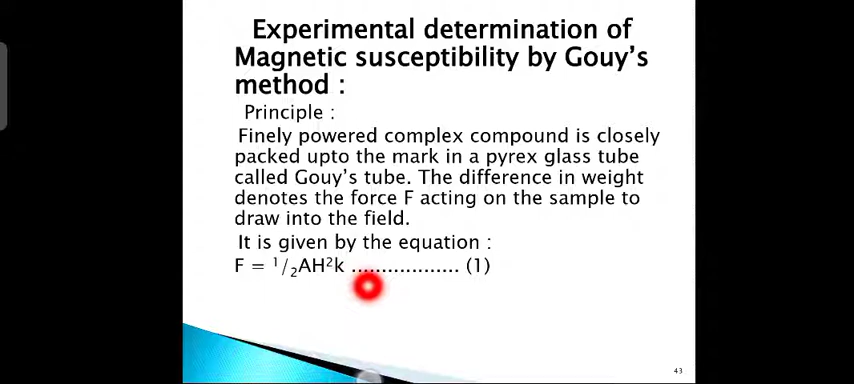 Experimental determination of
Magnetic susceptibility by Gouy's
method :
Principle :
Finely powered complex compound is closely
packed upto the mark in a pyrex glass tube
called Gouy's tube. The difference in weight
denotes the force F acting on the sample to
draw into the field.
It is given by the equation :
F = ¹/₂AH²k .................. (1)
43